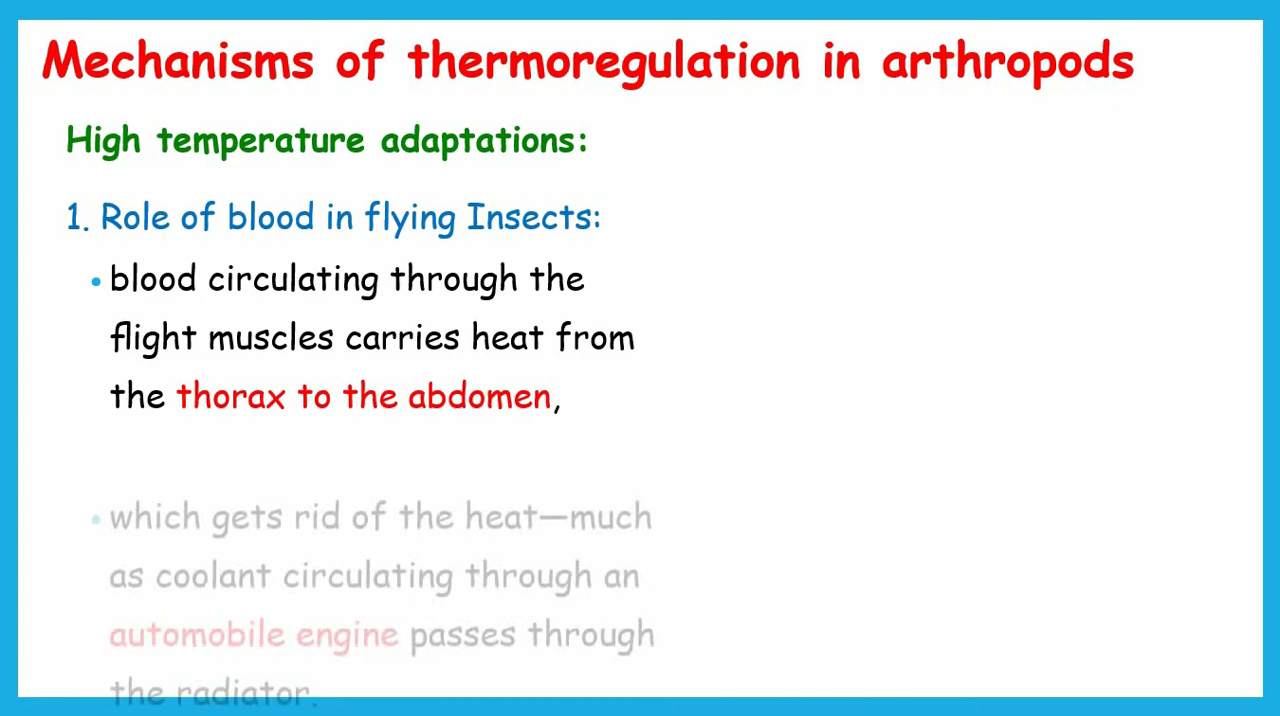 Mechanisms of thermoregulation in arthropods
High temperature adaptations:
1. Role of blood in flying Insects:
• blood circulating through the
flight muscles carries heat from
the thorax to the abdomen,
• which gets rid of the heat—much
as coolant circulating through an
automobile engine passes through
the radiator.